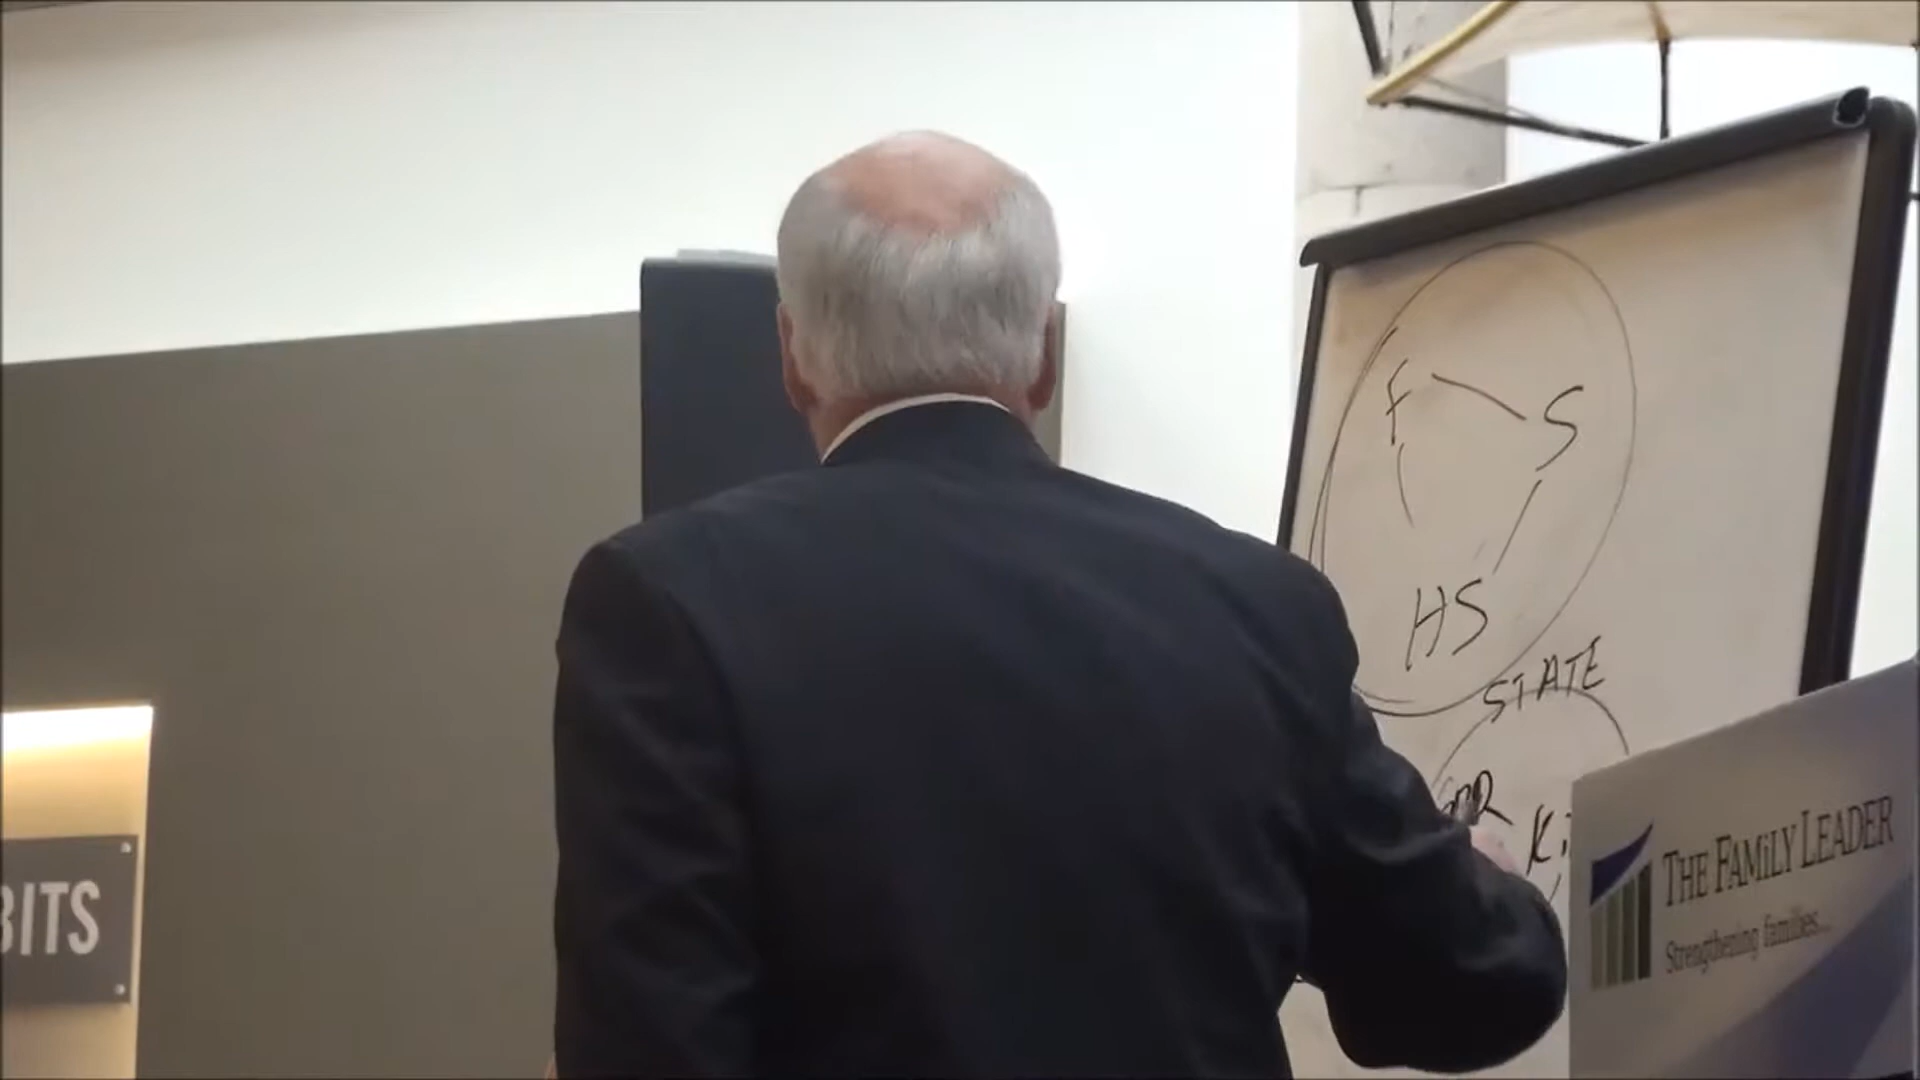 F S
HS
STATE
THE FAMiLY LEADER
Strengthening families...
BITS